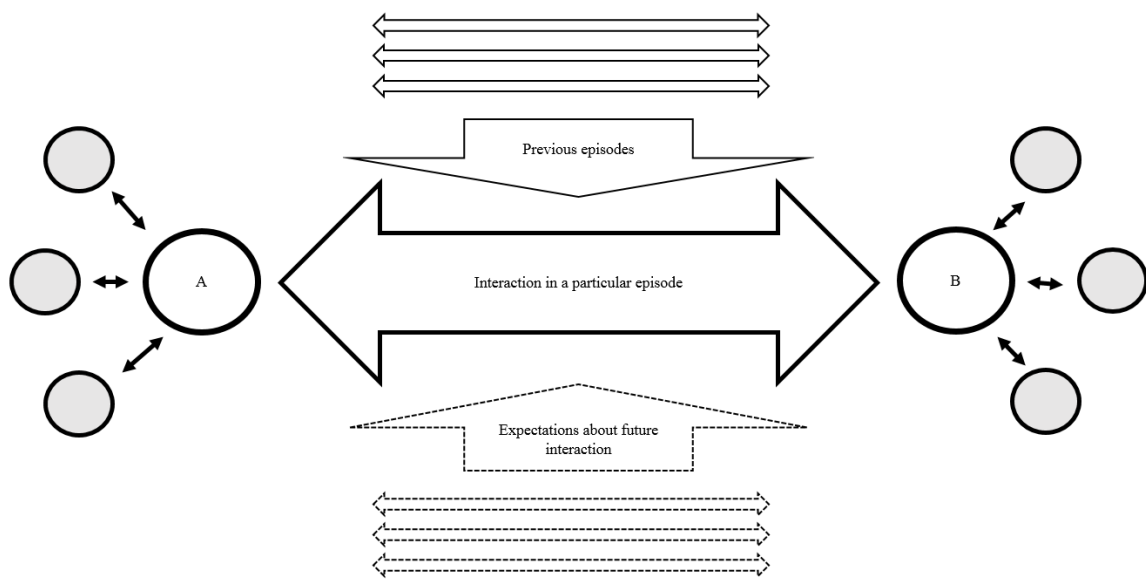 Previous episodes
A
Interaction in a particular episode
B
Expectations about future
interaction